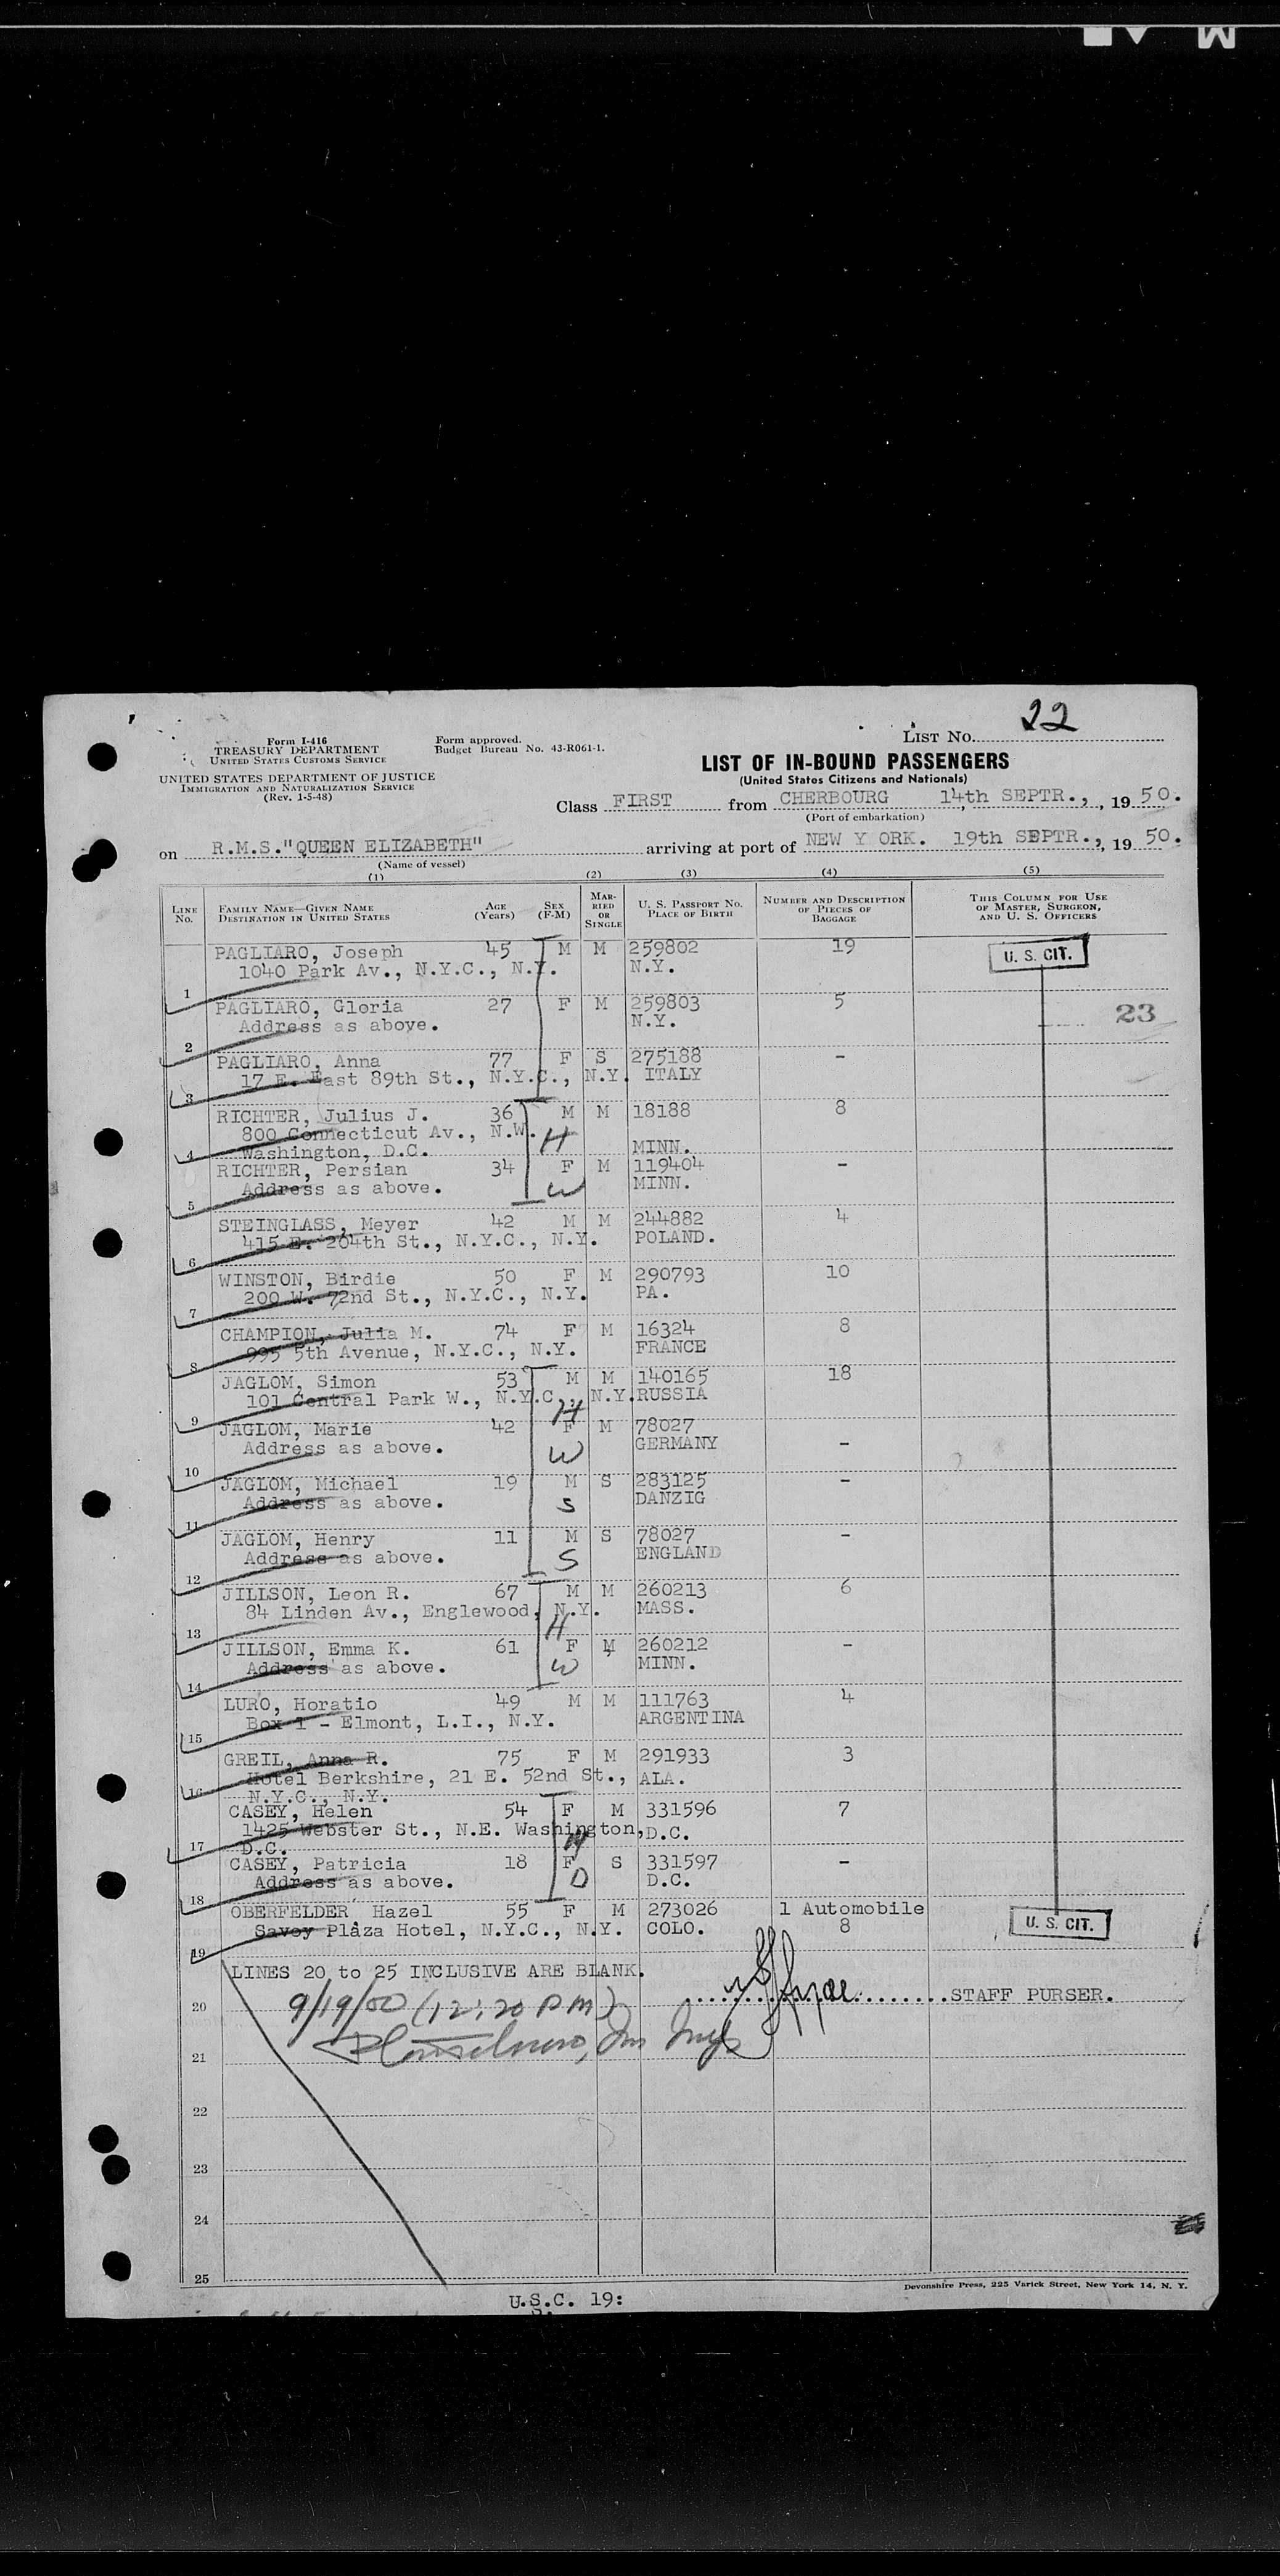 22
Form I-416
TREASURY DEPARTMENT
UNITED STATES CUSTOMS SERVICE
UNITED STATES DEPARTMENT OF JUSTICE
IMMIGRATION AND NATURALIZATION SERVICE
(Rev. 1-5-48)
Form approved.
Budget Bureau No. 43-R061-1.
LIST No.
LIST OF IN-BOUND PASSENGERS
(United States Citizens and Nationals)
Class FIRST from CHERBOURG 14th SEPTR., , 19 50.
(Port of embarkation)
on R.M.S."QUEEN ELIZABETH" arriving at port of NEW Y ORK. 19th SEPTR., , 19 50.
(Name of vessel)
(1) (2) (3) (4) (5)
LINE No. FAMILY NAME—GIVEN NAME DESTINATION IN UNITED STATES AGE (Years) SEX (F-M) MARRIED OR SINGLE U. S. PASSPORT No. PLACE OF BIRTH NUMBER AND DESCRIPTION OF PIECES OF BAGGAGE THIS COLUMN FOR USE OF MASTER, SURGEON, AND U. S. OFFICERS
PAGLIARO, Joseph 45 M M 259802 19 U. S. CIT.
1 1040 Park Av., N.Y.C., N.Y. N.Y.
PAGLIARO, Gloria 27 F M 259803 5 23
2 Address as above. N.Y.
PAGLIARO, Anna 77 F S 275188 -
3 17 E. East 89th St., N.Y.C., N.Y. ITALY
RICHTER, Julius J. 36 M M 18188 8
800 Connecticut Av., N.W. H
4 Washington, D.C. MINN.
RICHTER, Persian 34 F M 119404 -
5 Address as above. W MINN.
STEINGLASS, Meyer 42 M M 244882 4
6 415 E. 204th St., N.Y.C., N.Y. POLAND.
WINSTON, Birdie 50 F M 290793 10
7 200 W. 72nd St., N.Y.C., N.Y. PA.
CHAMPION, Julia M. 74 F M 16324 8
8 995 5th Avenue, N.Y.C., N.Y. FRANCE
JAGLOM, Simon 53 M M 140165 18
9 101 Central Park W., N.Y.C., N.Y. RUSSIA H
JAGLOM, Marie 42 F M 78027
10 Address as above. W GERMANY -
JAGLOM, Michael 19 M S 283125 -
11 Address as above. S DANZIG
JAGLOM, Henry 11 M S 78027 -
12 Address as above. S ENGLAND
JILLSON, Leon R. 67 M M 260213 6
13 84 Linden Av., Englewood, N.Y. H MASS.
JILLSON, Emma K. 61 F M 260212 -
14 Address as above. W MINN.
LURO, Horatio 49 M M 111763 4
15 Box 1 - Elmont, L.I., N.Y. ARGENTINA
GREIL, Anna R. 75 F M 291933 3
16 Hotel Berkshire, 21 E. 52nd St., ALA.
N.Y.C., N.Y.
CASEY, Helen 54 F M 331596 7
17 1425 Webster St., N.E. Washington, D.C.
D.C.
CASEY, Patricia 18 F S 331597 -
18 Address as above. D D.C.
OBERFELDER Hazel 55 F M 273026 1 Automobile
19 Savoy Plaza Hotel, N.Y.C., N.Y. COLO. 8 U. S. CIT.
LINES 20 to 25 INCLUSIVE ARE BLANK.
20 9/19/50 (12:20 PM) STAFF PURSER.
21
22
23
24
25
Devonshire Press, 225 Varick Street, New York 14, N. Y.
U.S.C. 19: